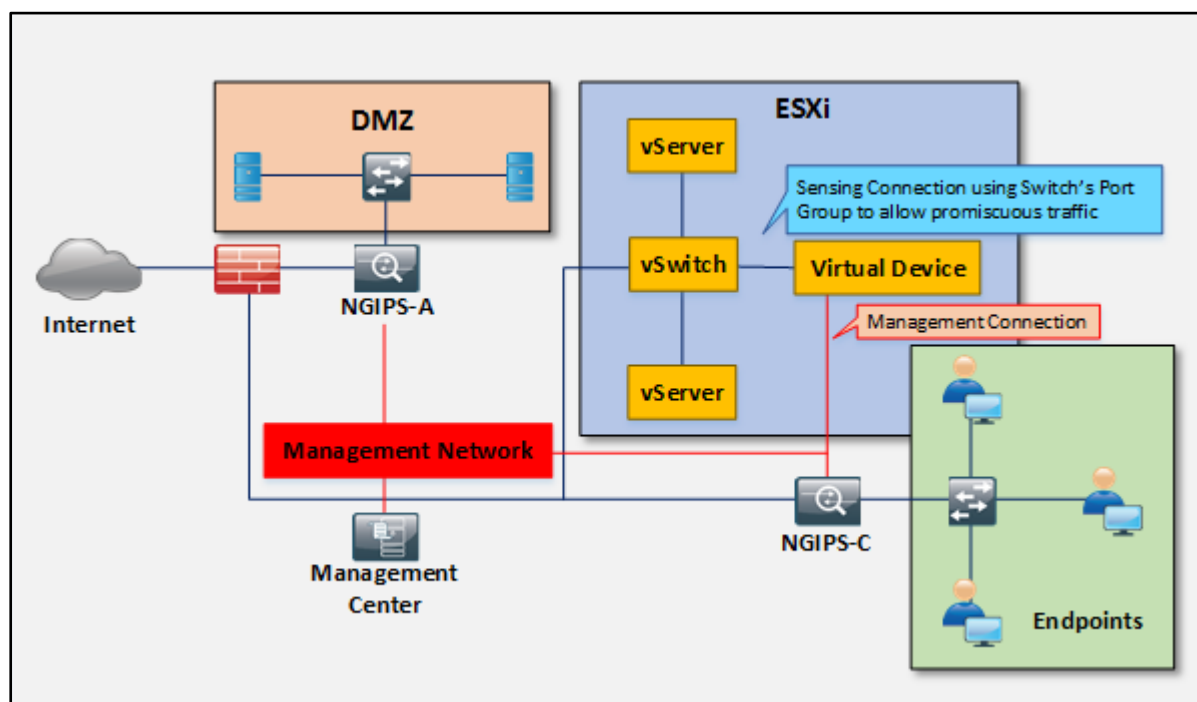 DMZ
ESXi
vServer
Sensing Connection using Switch's Port
Group to allow promiscuous traffic
vSwitch
Virtual Device
Internet
NGIPS-A
Management Connection
vServer
Management Network
NGIPS-C
Management
Center
Endpoints